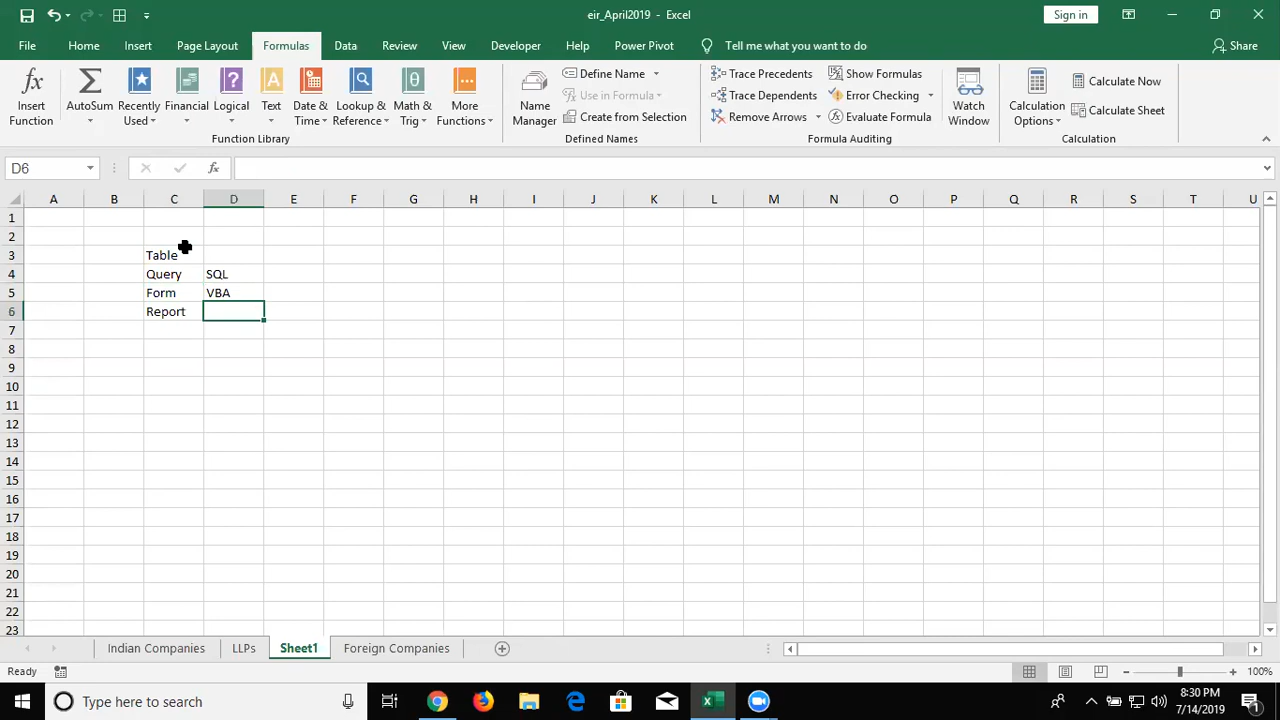 eir_April2019 - Excel
Sign in
File Home Insert Page Layout Formulas Data Review View Developer Help Power Pivot Tell me what you want to do Share
Insert Function
AutoSum
Recently Used
Financial
Logical
Text
Date & Time
Lookup & Reference
Math & Trig
More Functions
Function Library
Name Manager
Define Name
Use in Formula
Create from Selection
Defined Names
Trace Precedents
Trace Dependents
Remove Arrows
Show Formulas
Error Checking
Evaluate Formula
Formula Auditing
Watch Window
Calculation Options
Calculate Now
Calculate Sheet
Calculation
D6
fx
A B C D E F G H I J K L M N O P Q R S T U
1
2
3 Table
4 Query SQL
5 Form VBA
6 Report
7
8
9
10
11
12
13
14
15
16
17
18
19
20
21
22
23
Indian Companies LLPs Sheet1 Foreign Companies
Ready
100%
Type here to search
8:30 PM
7/14/2019
1